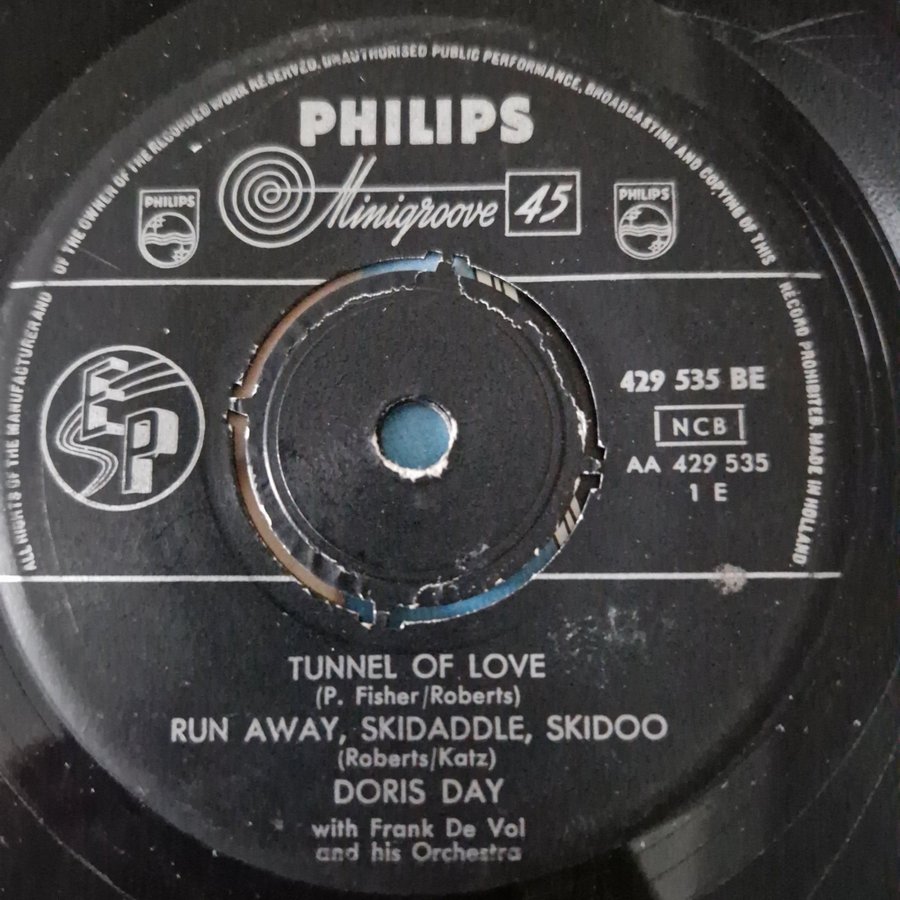 ALL RIGHTS OF THE MANUFACTURER AND OF THE OWNER OF THE RECORDED WORK RESERVED. UNAUTHORISED PUBLIC PERFORMANCE, BROADCASTING AND COPYING OF THIS RECORD PROHIBITED. MADE IN HOLLAND.
PHILIPS
Minigroove 45
PHILIPS
PHILIPS
EP
429 535 BE
NCB
AA 429 535
1 E
TUNNEL OF LOVE
(P. Fisher/Roberts)
RUN AWAY, SKIDADDLE, SKIDOO
(Roberts/Katz)
DORIS DAY
with Frank De Vol
and his Orchestra